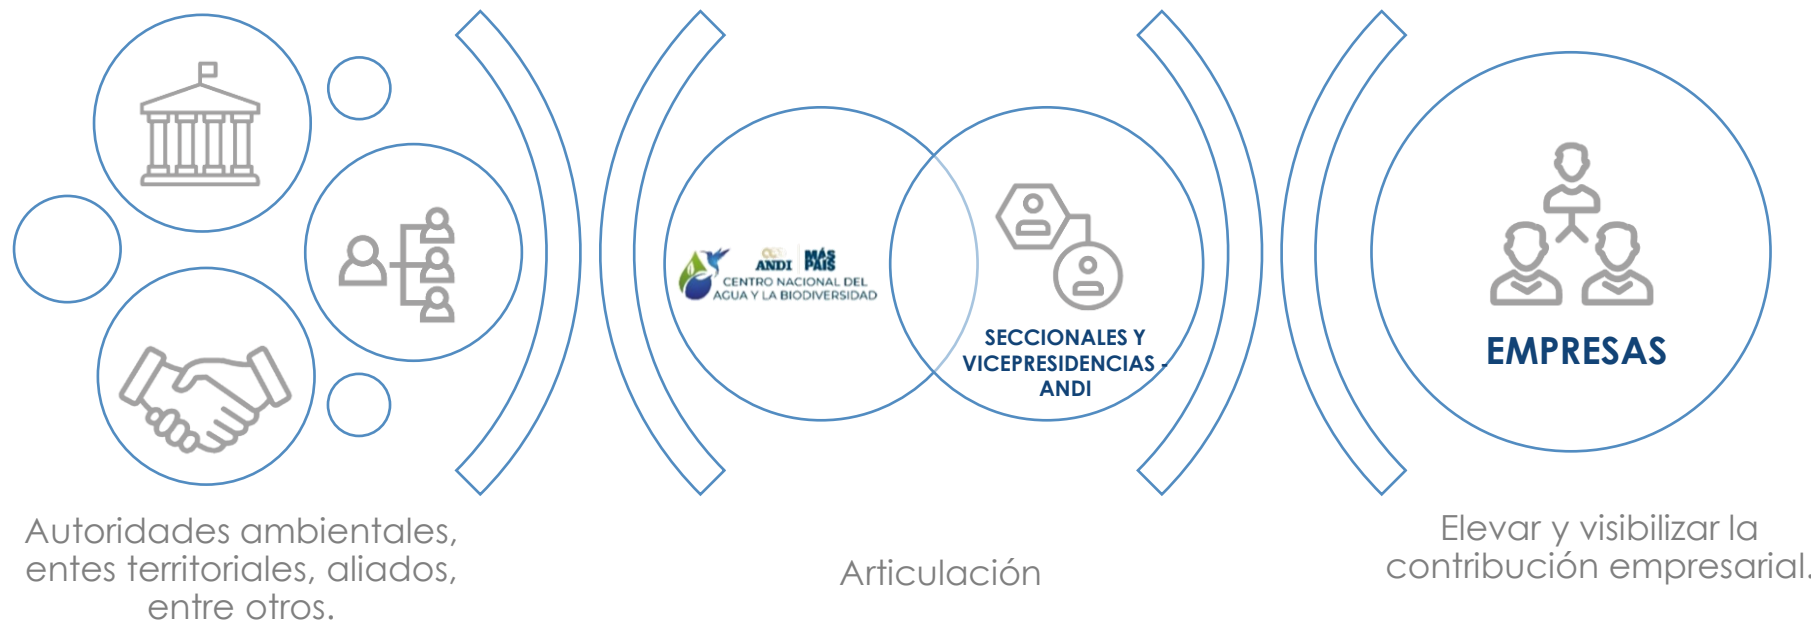 ANDI
MÁS
PAÍS
CENTRO NACIONAL DEL
AGUA Y LA BIODIVERSIDAD
SECCIONALES Y
VICEPRESIDENCIAS -
ANDI
EMPRESAS
Autoridades ambientales,
entes territoriales, aliados,
entre otros.
Articulación
Elevar y visibilizar la
contribución empresarial.